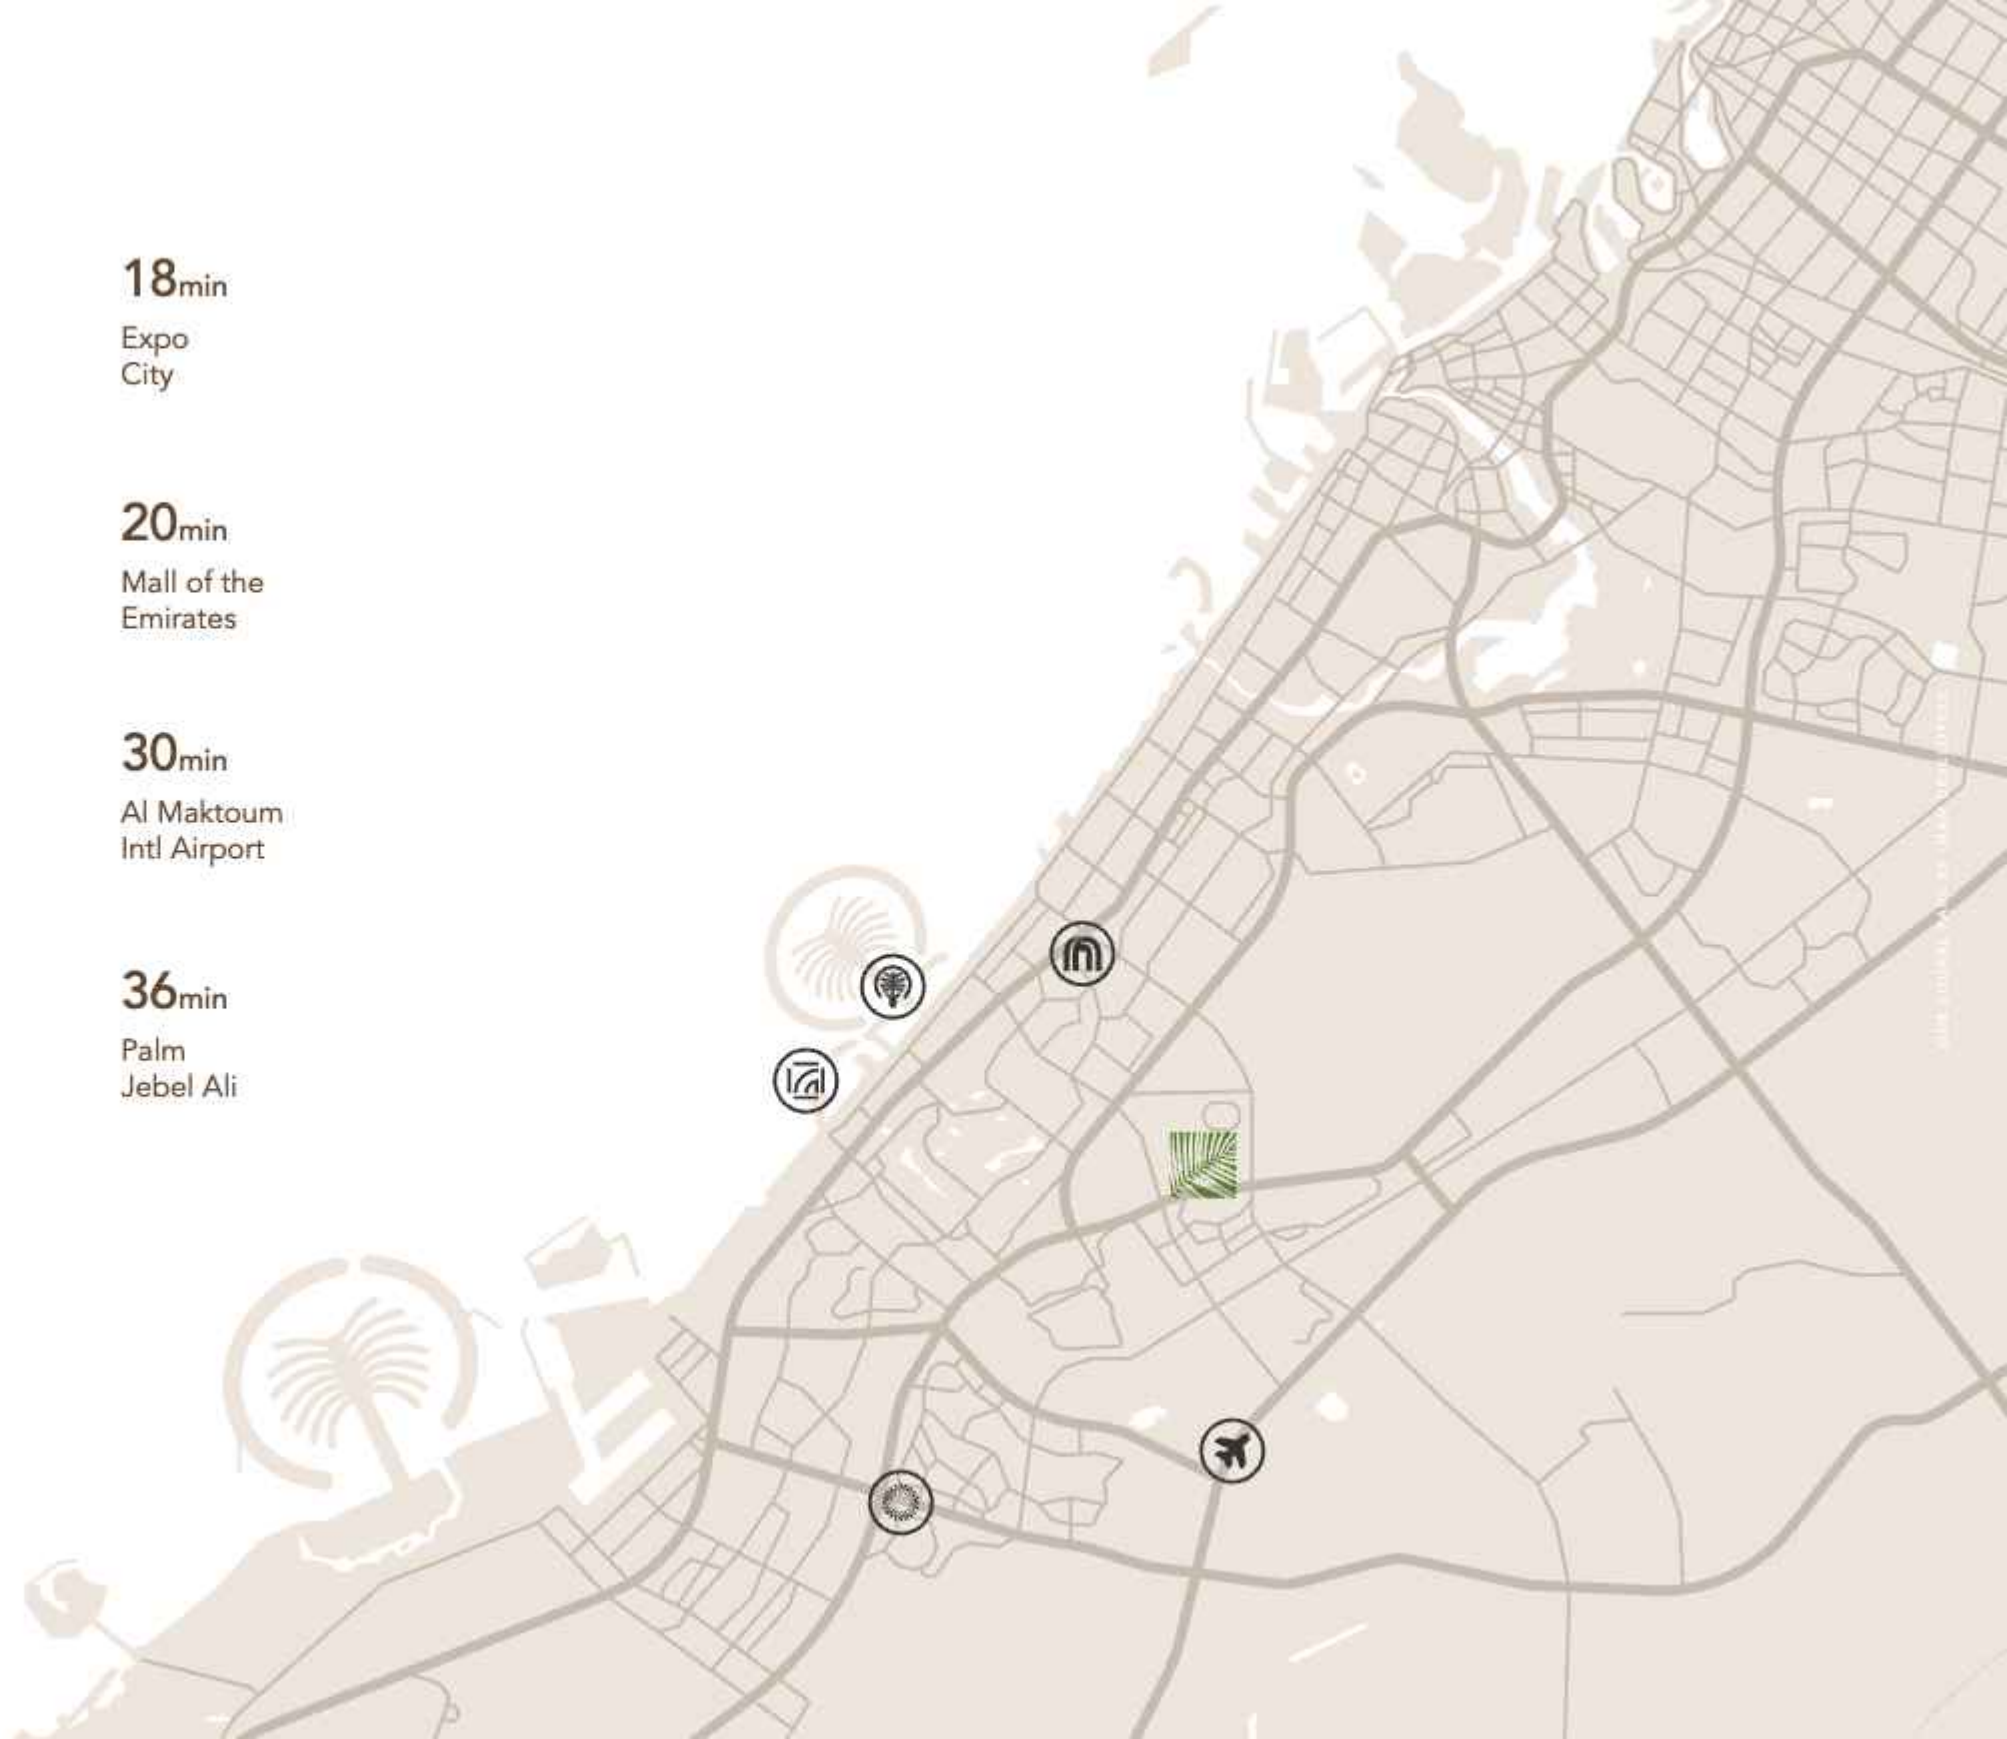 18min
Expo
City
20min
Mall of the
Emirates
30min
Al Maktoum
Intl Airport
36min
Palm
Jebel Ali